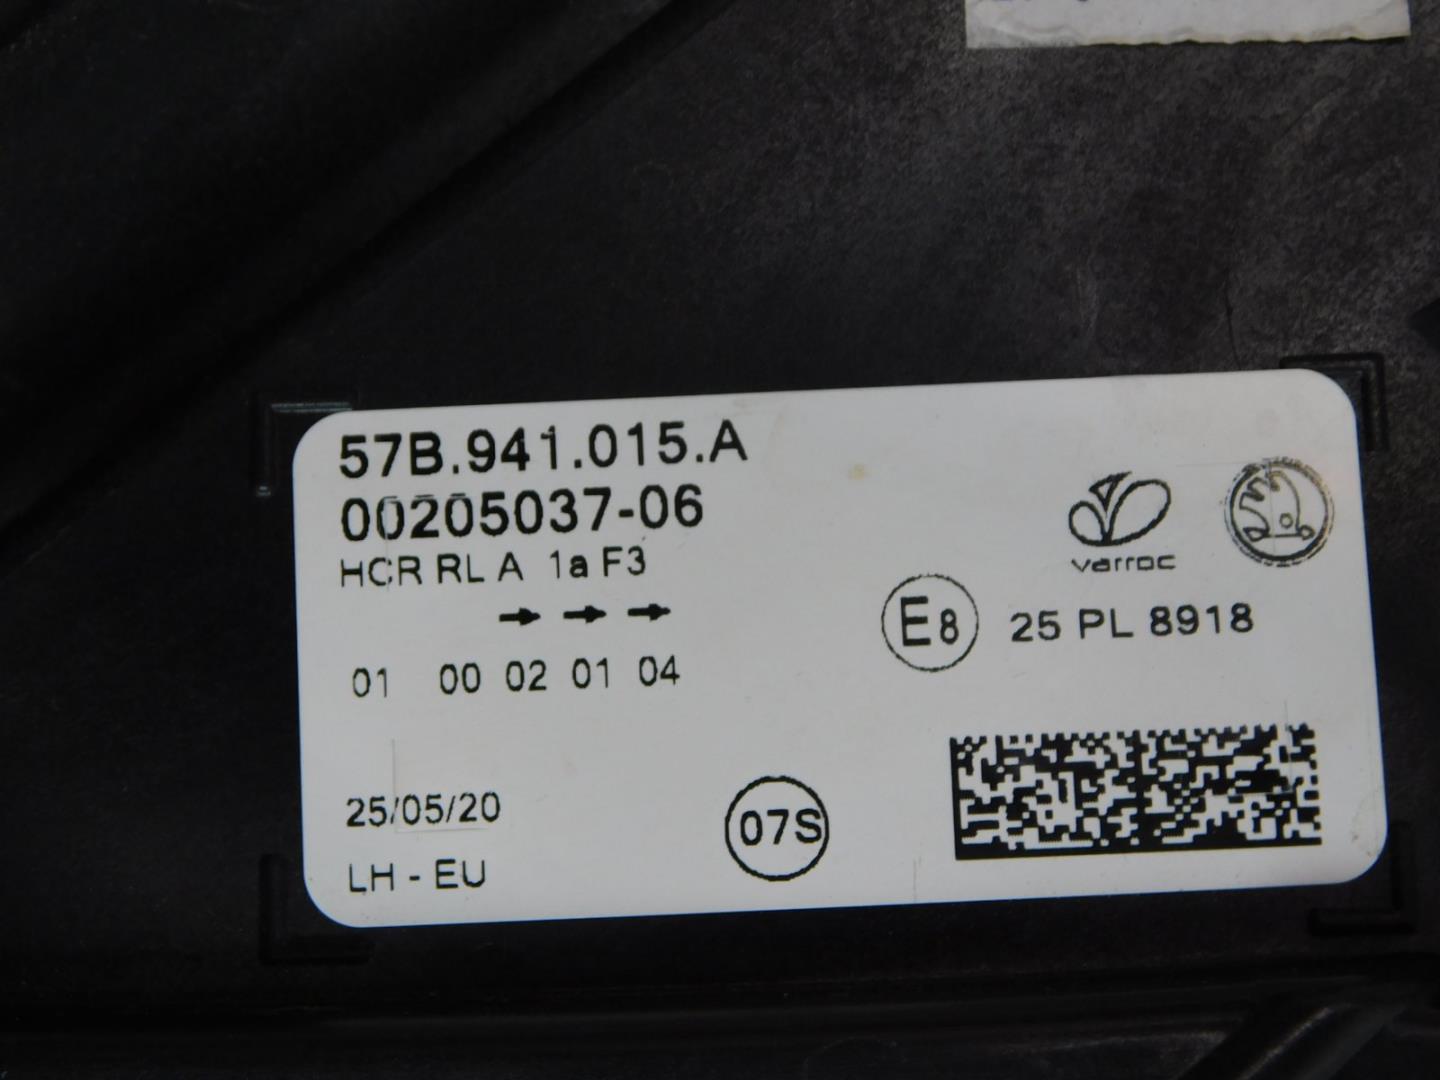 57B.941.015.A
00205037-06
HCR RL A 1a F3
01 00 02 01 04
varroc
E8 25 PL 8918
25/05/20
07S
LH - EU